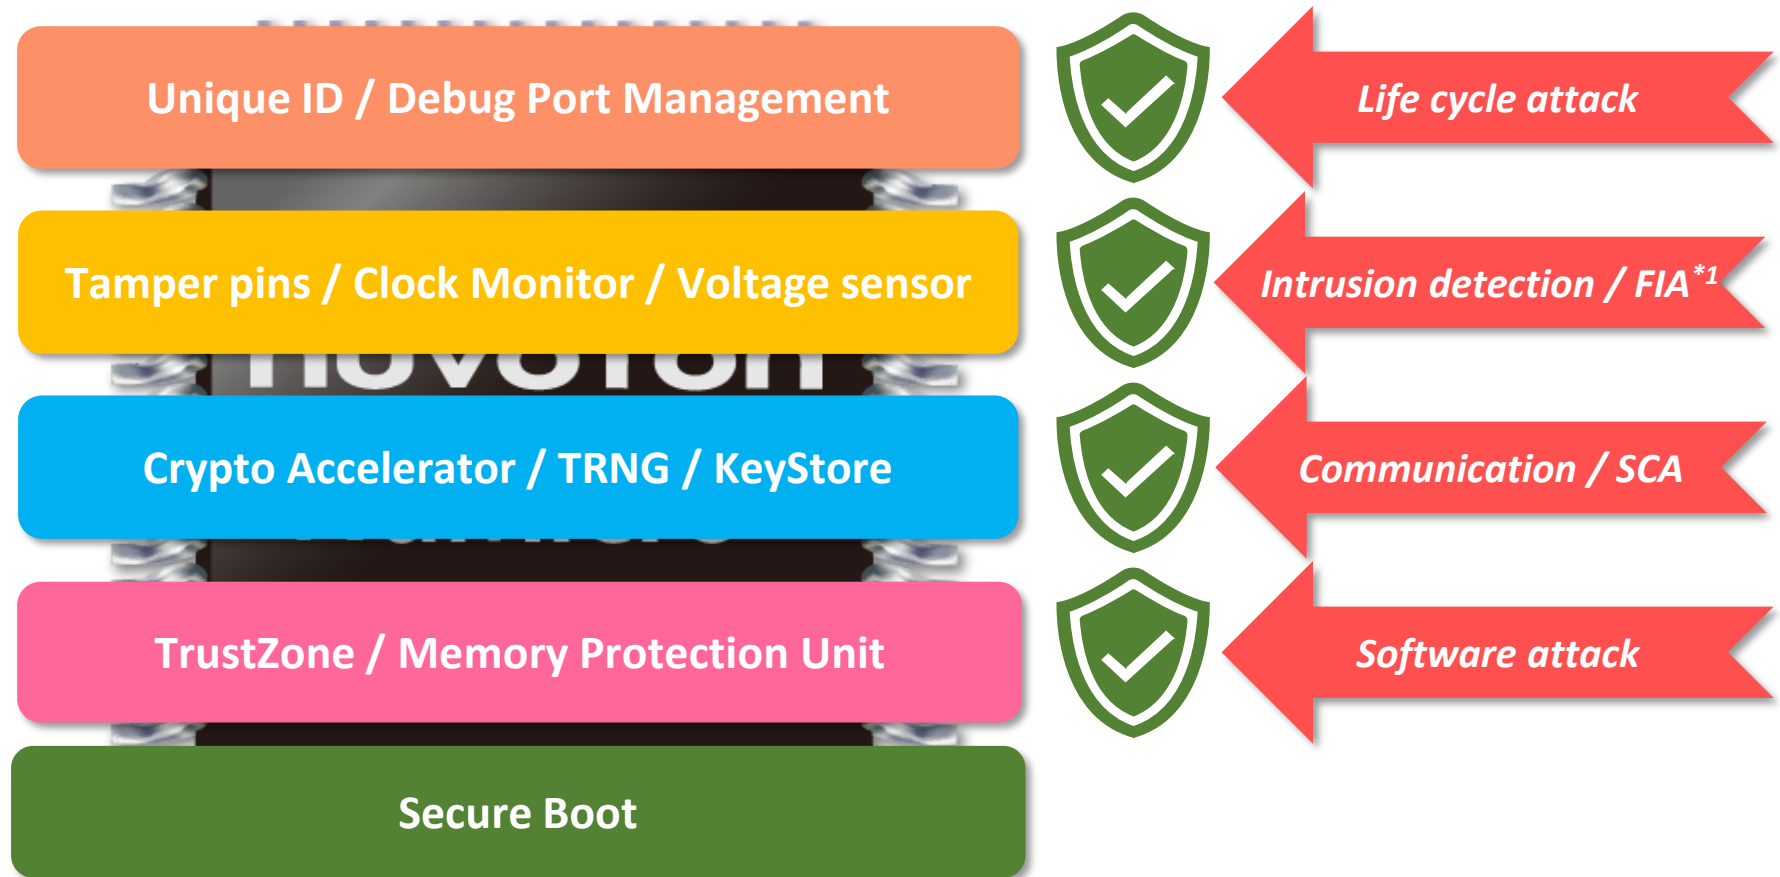 Unique ID / Debug Port Management
Life cycle attack
Tamper pins / Clock Monitor / Voltage sensor
Intrusion detection / FIA*1
nuvoTon
Crypto Accelerator / TRNG / KeyStore
Communication / SCA
TrustZone / Memory Protection Unit
Software attack
Secure Boot